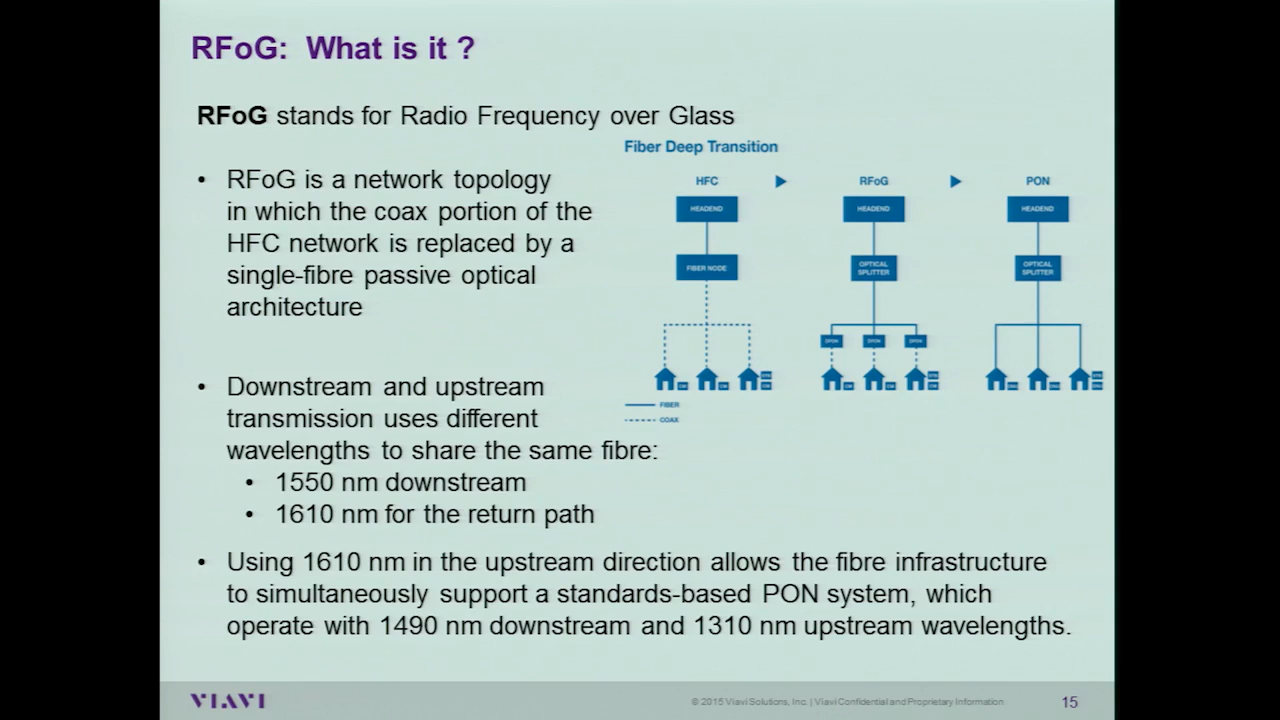 RFoG: What is it ?
RFoG stands for Radio Frequency over Glass
Fiber Deep Transition
HFC
RFoG
PON
HEADEND
HEADEND
HEADEND
FIBER NODE
OPTICAL
SPLITTER
OPTICAL
SPLITTER
FIBER
COAX
• RFoG is a network topology
in which the coax portion of the
HFC network is replaced by a
single-fibre passive optical
architecture
• Downstream and upstream
transmission uses different
wavelengths to share the same fibre:
• 1550 nm downstream
• 1610 nm for the return path
• Using 1610 nm in the upstream direction allows the fibre infrastructure
to simultaneously support a standards-based PON system, which
operate with 1490 nm downstream and 1310 nm upstream wavelengths.
VIAVI
© 2015 Viavi Solutions, Inc. | Viavi Confidential and Proprietary Information
15